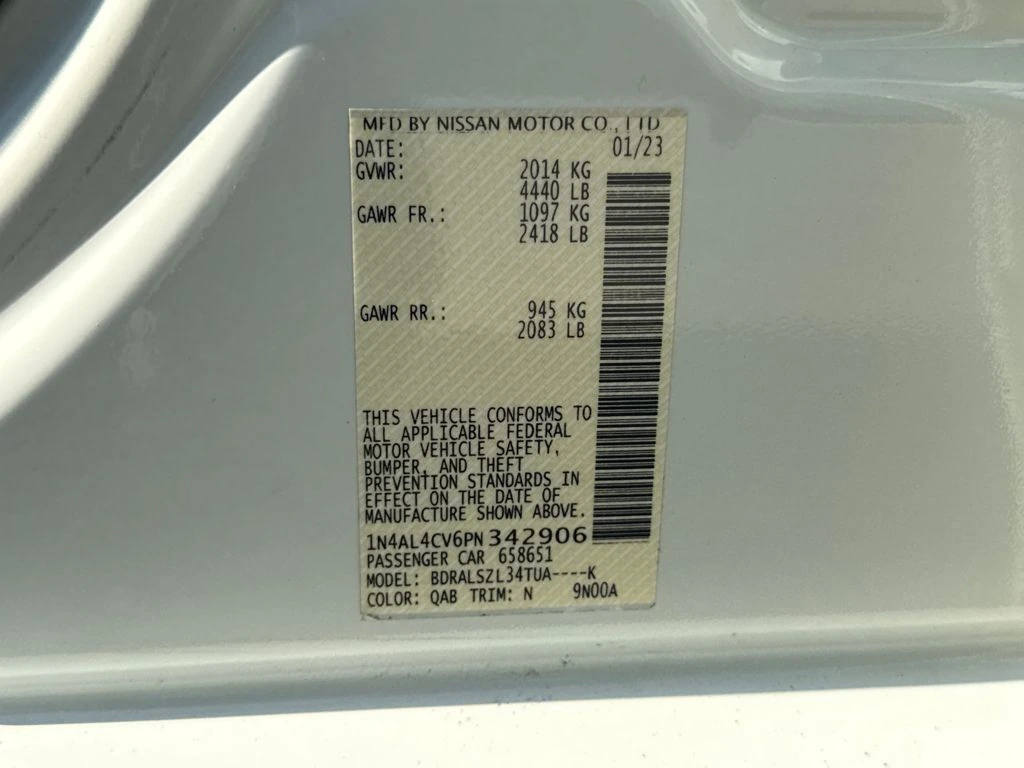 MFD BY NISSAN MOTOR CO., LTD
DATE: 01/23
GVWR: 2014 KG
4440 LB
GAWR FR.: 1097 KG
2418 LB
GAWR RR.: 945 KG
2083 LB
THIS VEHICLE CONFORMS TO
ALL APPLICABLE FEDERAL
MOTOR VEHICLE SAFETY,
BUMPER, AND THEFT
PREVENTION STANDARDS IN
EFFECT ON THE DATE OF
MANUFACTURE SHOWN ABOVE.
1N4AL4CV6PN342906
PASSENGER CAR 658651
MODEL: BDRALSZL34TUA----K
COLOR: QAB TRIM: N 9N00A